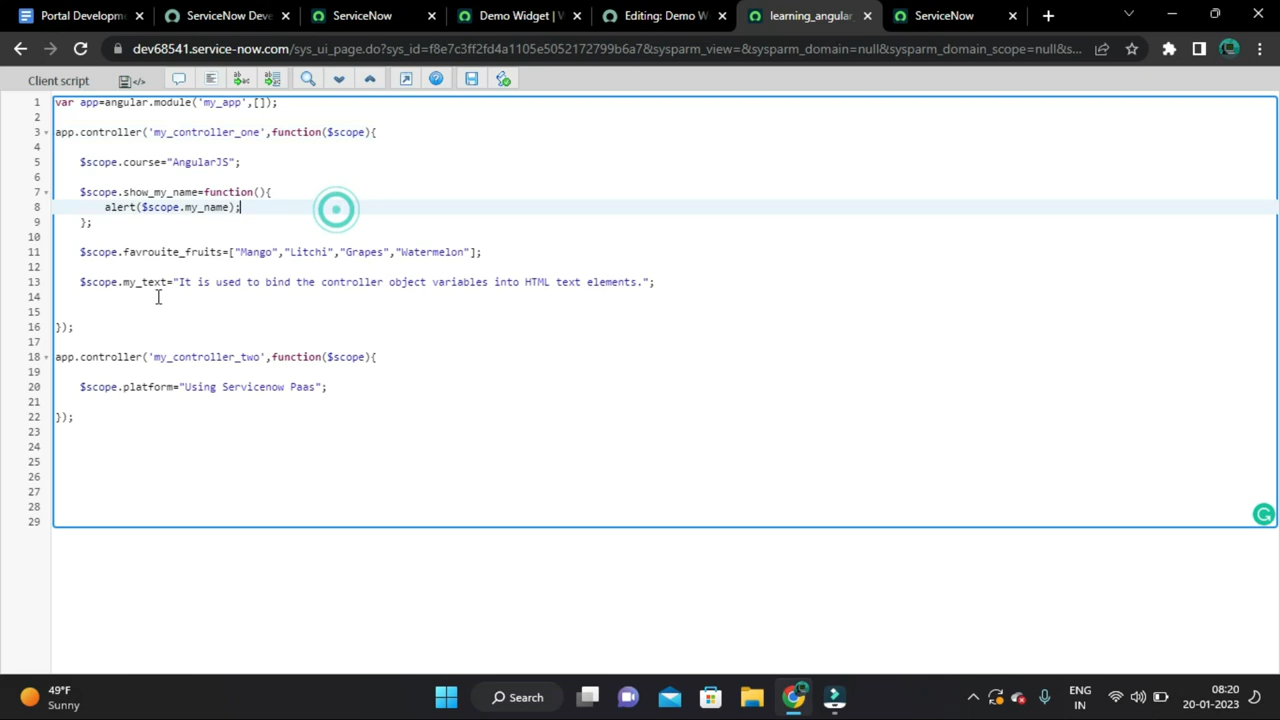 Portal Developm
ServiceNow Deve
ServiceNow
Demo Widget | W
Editing: Demo W
learning_angular
ServiceNow
dev68541.service-now.com/sys_ui_page.do?sys_id=f8e7c3ff2fd4a1105e5052172799b6a7&sysparm_view=&sysparm_domain=null&sysparm_domain_scope=null&s...
Client script
1 var app=angular.module('my_app',[]);
2
3 app.controller('my_controller_one',function($scope){
4
5 $scope.course="AngularJS";
6
7 $scope.show_my_name=function(){
8 alert($scope.my_name);
9 };
10
11 $scope.favrouite_fruits=["Mango","Litchi","Grapes","Watermelon"];
12
13 $scope.my_text="It is used to bind the controller object variables into HTML text elements.";
14
15
16 });
17
18 app.controller('my_controller_two',function($scope){
19
20 $scope.platform="Using Servicenow Paas";
21
22 });
23
24
25
26
27
28
29
49°F
Sunny
Search
ENG
IN
08:20
20-01-2023